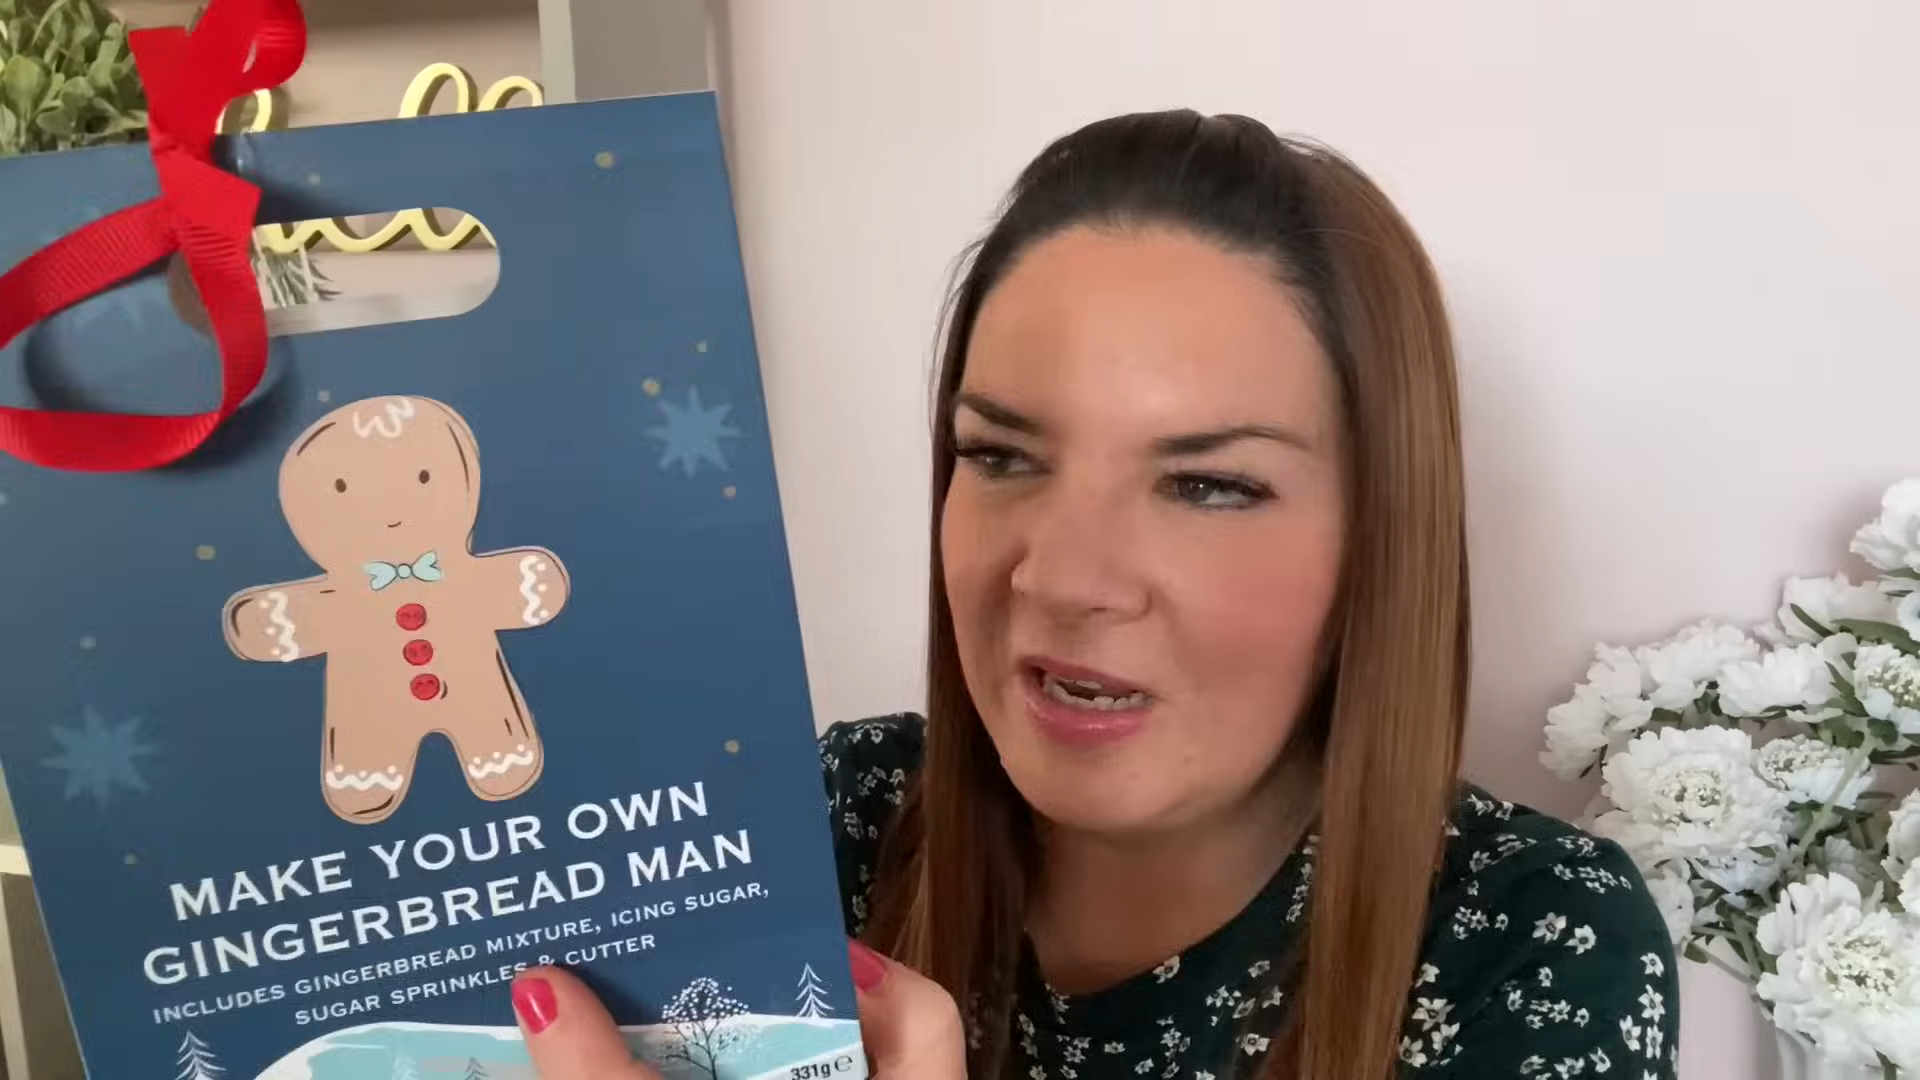 MAKE YOUR OWN
GINGERBREAD MAN
INCLUDES GINGERBREAD MIXTURE, ICING SUGAR,
SUGAR SPRINKLES & CUTTER
331g ℮